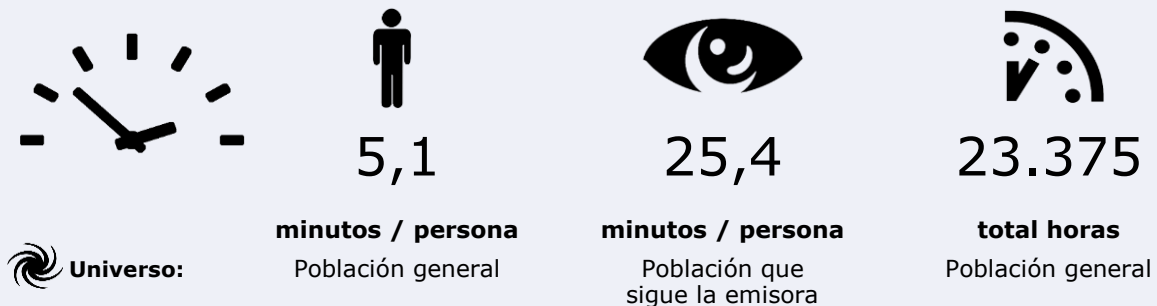 5,1
25,4
23.375
minutos / persona
minutos / persona
total horas
Universo:
Población general
Población que
sigue la emisora
Población general